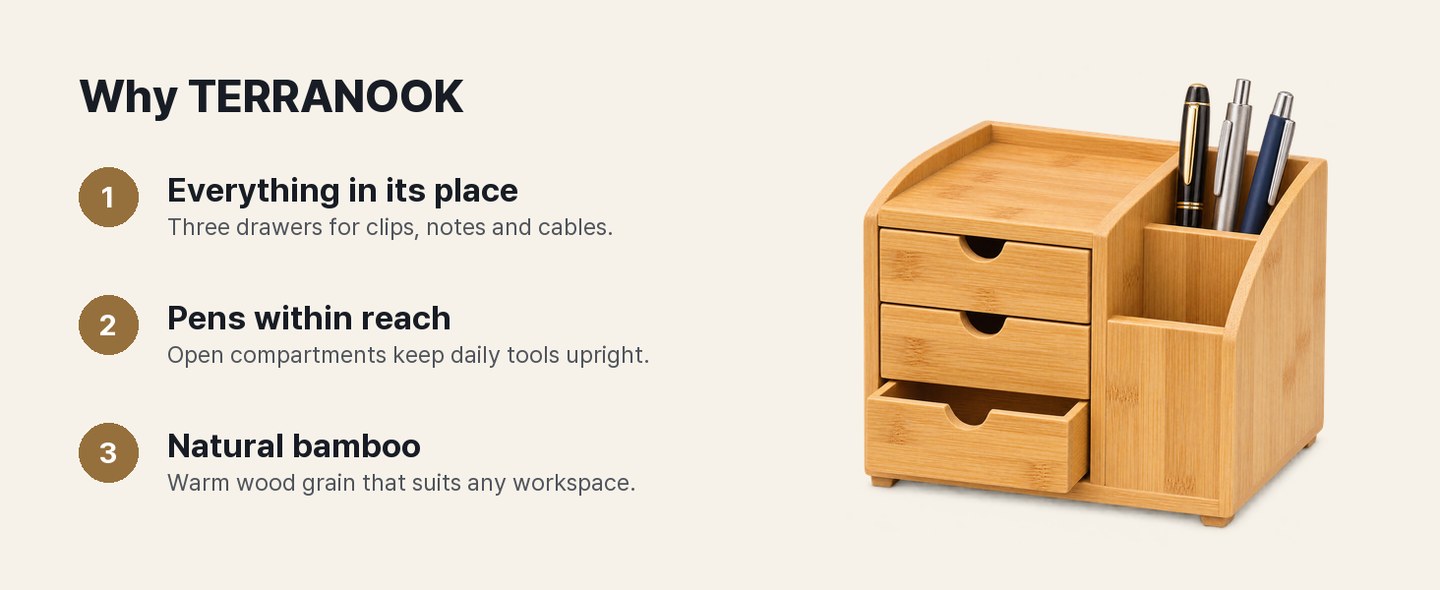 Why TERRANOOK
1
Everything in its place
Three drawers for clips, notes and cables.
2
Pens within reach
Open compartments keep daily tools upright.
3
Natural bamboo
Warm wood grain that suits any workspace.